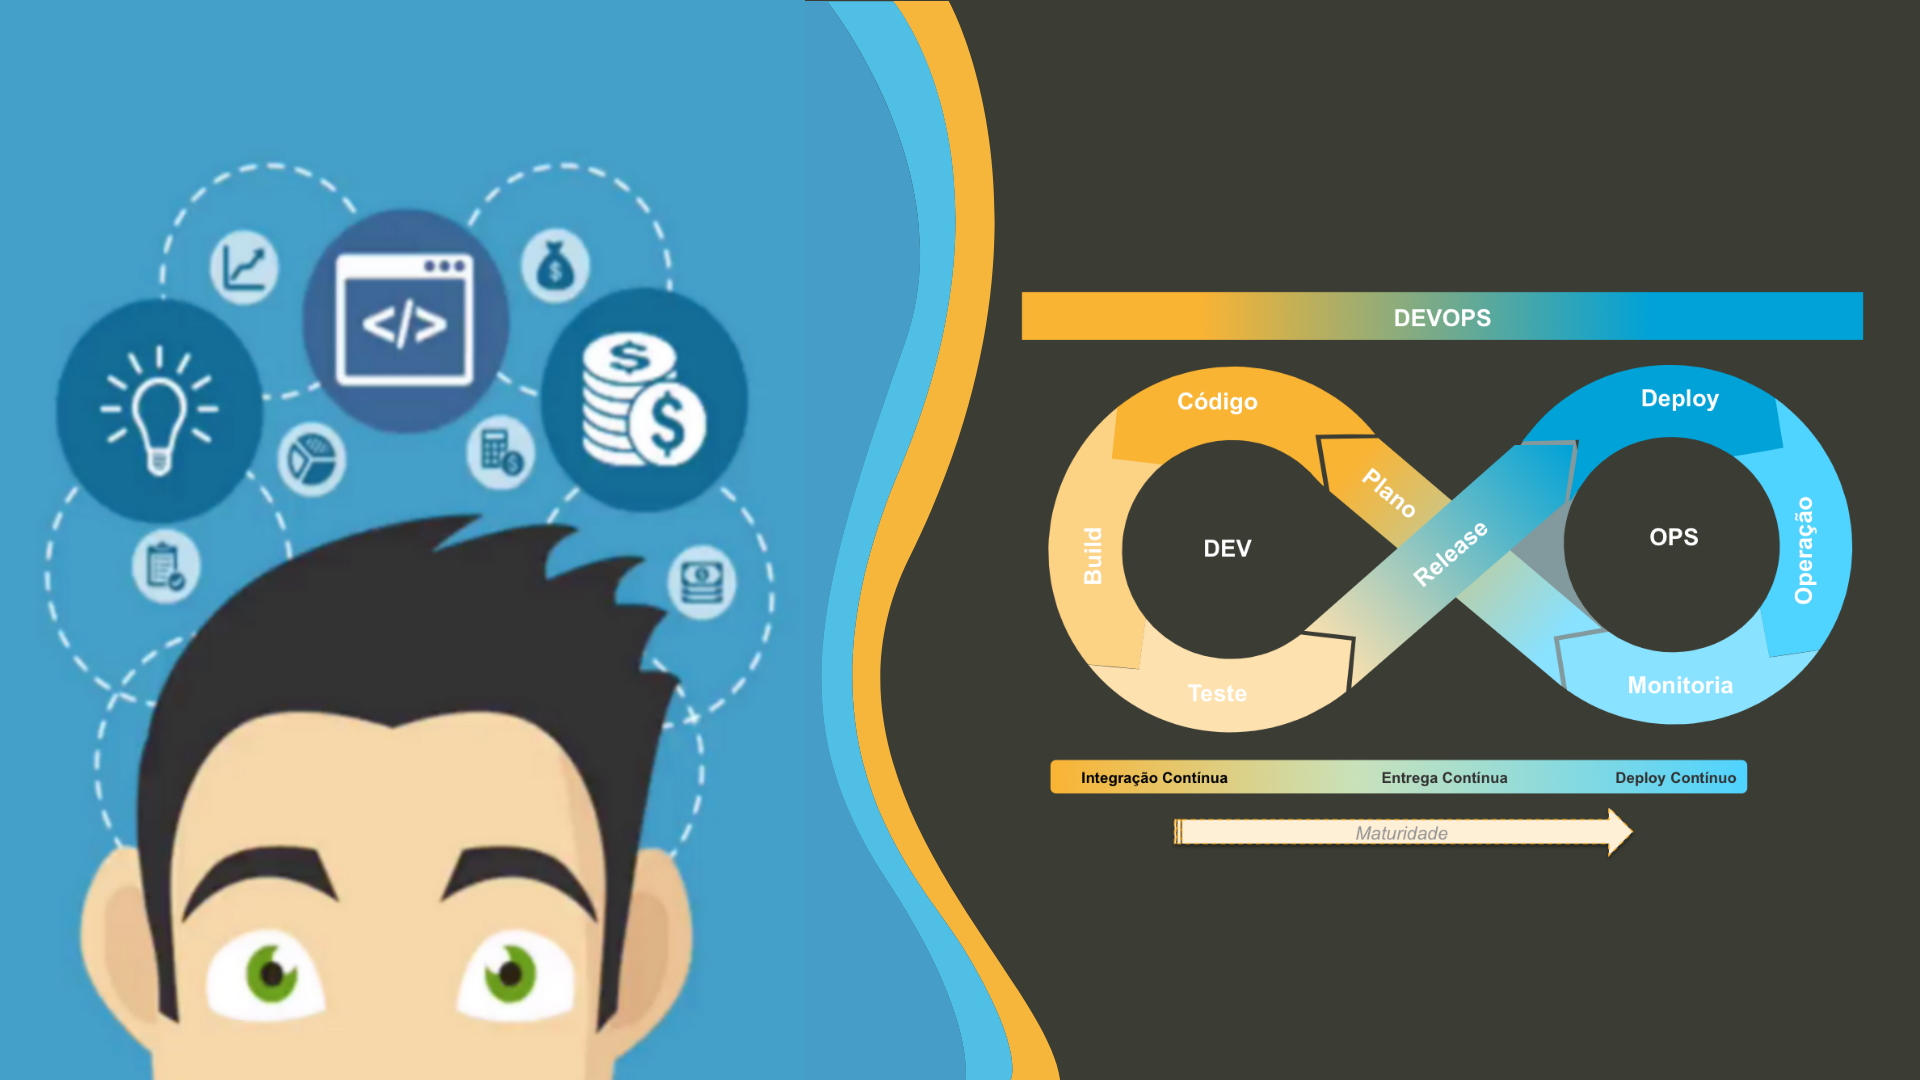 DEVOPS
Código
Plano
Build
DEV
Teste
Release
Deploy
OPS
Operação
Monitoria
Integração Contínua
Entrega Contínua
Deploy Contínuo
Maturidade
</>
$
$
$
$
$